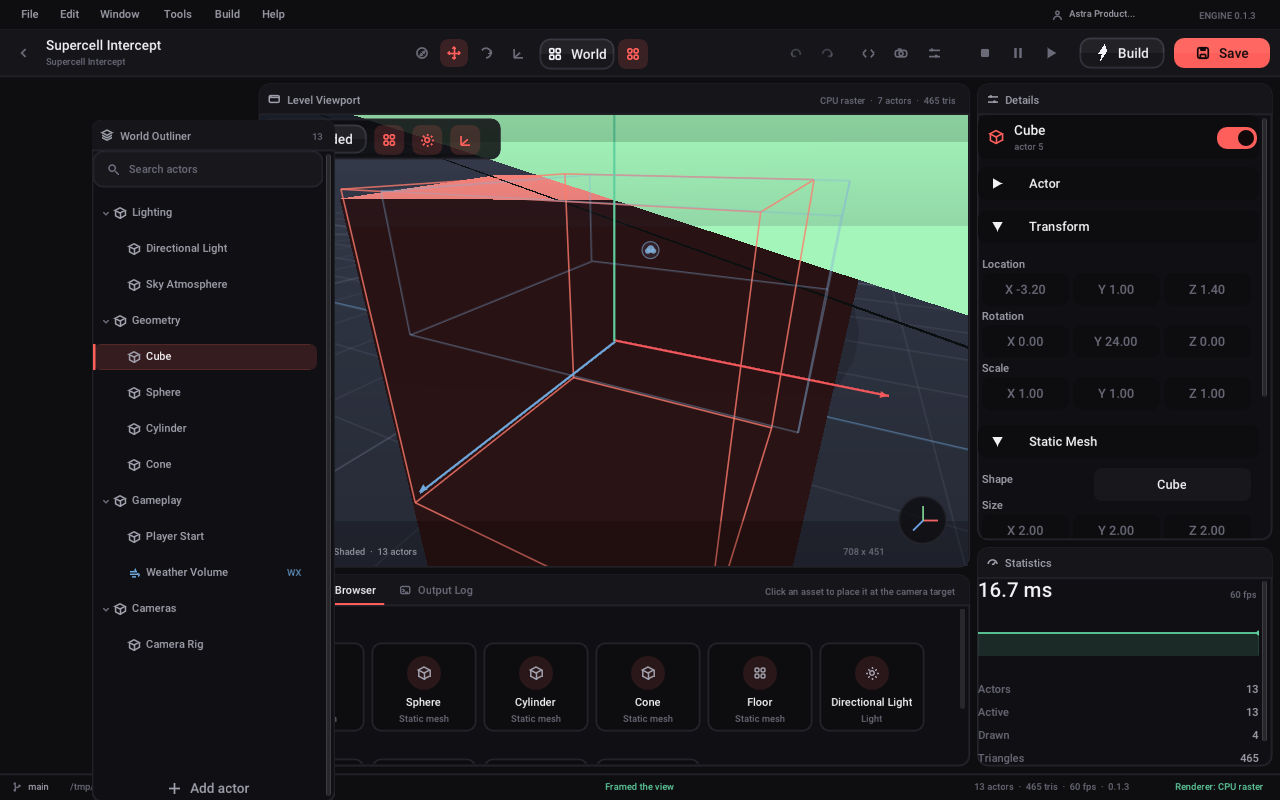 File Edit Window Tools Build Help
Astra Product...
ENGINE 0.1.3
Supercell Intercept
Supercell Intercept
World
Build
Save
World Outliner 13
Search actors
Lighting
Directional Light
Sky Atmosphere
Geometry
Cube
Sphere
Cylinder
Cone
Gameplay
Player Start
Weather Volume WX
Cameras
Camera Rig
Add actor
Level Viewport
CPU raster · 7 actors · 465 tris
led
Shaded · 13 actors
708 x 451
Browser
Output Log
Click an asset to place it at the camera target
Sphere
Static mesh
Cylinder
Static mesh
Cone
Static mesh
Floor
Static mesh
Directional Light
Light
Details
Cube
actor 5
Actor
Transform
Location
X -3.20 Y 1.00 Z 1.40
Rotation
X 0.00 Y 24.00 Z 0.00
Scale
X 1.00 Y 1.00 Z 1.00
Static Mesh
Shape Cube
Size
X 2.00 Y 2.00 Z 2.00
Statistics
16.7 ms 60 fps
Actors 13
Active 13
Drawn 4
Triangles 465
main /tmp/
Framed the view
13 actors · 465 tris · 60 fps · 0.1.3
Renderer: CPU raster